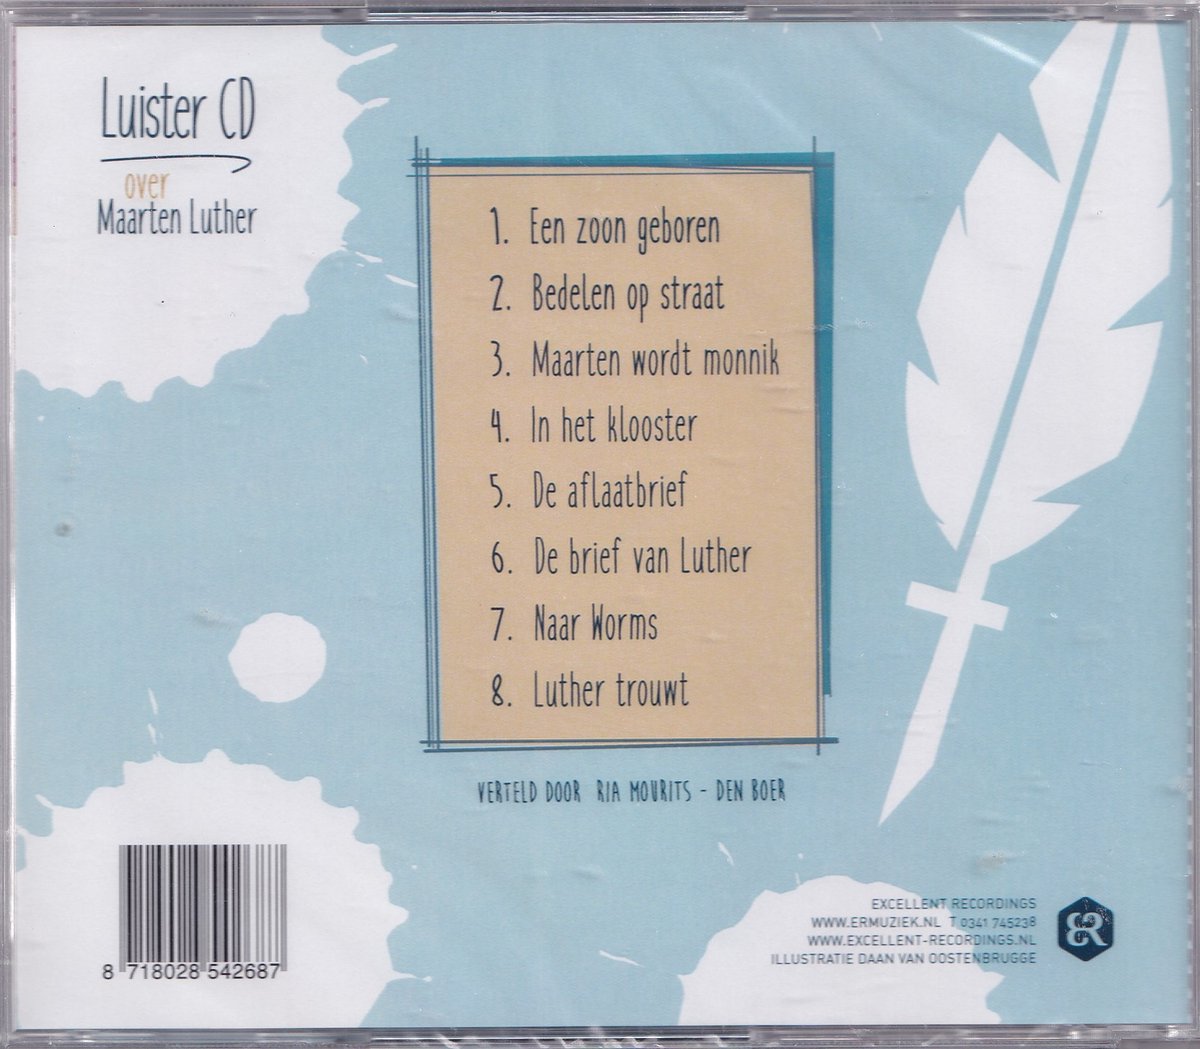 Luister CD
over
Maarten Luther
1. Een zoon geboren
2. Bedelen op straat
3. Maarten wordt monnik
4. In het klooster
5. De aflaatbrief
6. De brief van Luther
7. Naar Worms
8. Luther trouwt
VERTELD DOOR RIA MOURITS - DEN BOER
8 718028 542687
EXCELLENT RECORDINGS
WWW.ERMUZIEK.NL T 0341 745238
WWW.EXCELLENT-RECORDINGS.NL
ILLUSTRATIE DAAN VAN OOSTENBRUGGE